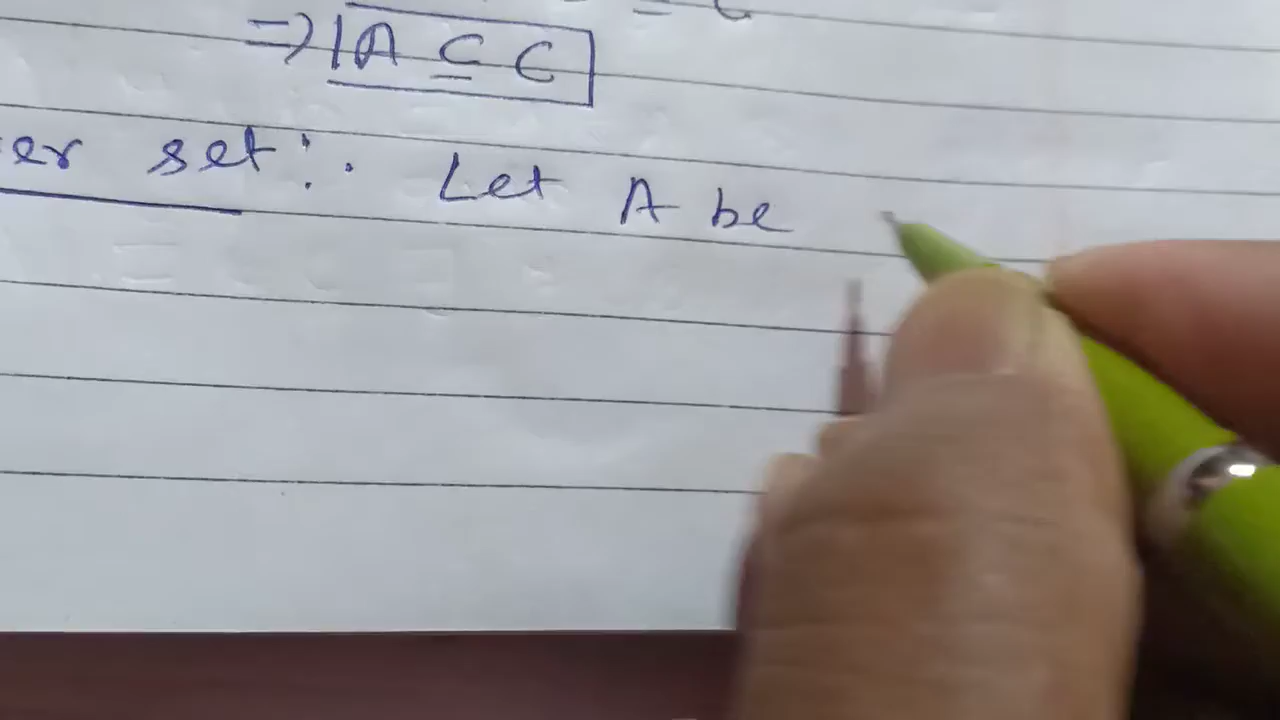 ⇒ A ⊆ C
er set:. Let A be